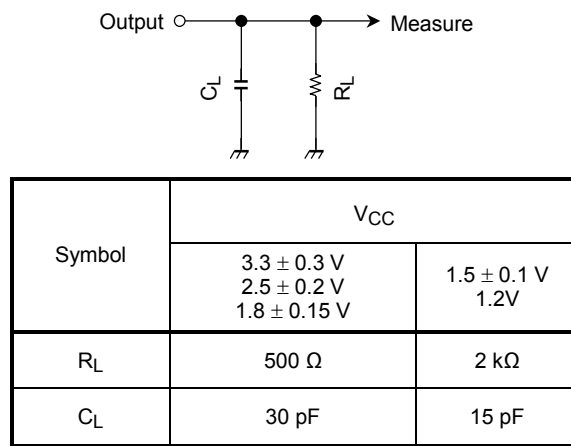 Output
Measure
CL
RL
Symbol
VCC
3.3 ± 0.3 V
2.5 ± 0.2 V
1.8 ± 0.15 V
1.5 ± 0.1 V
1.2V
RL
500 Ω
2 kΩ
CL
30 pF
15 pF